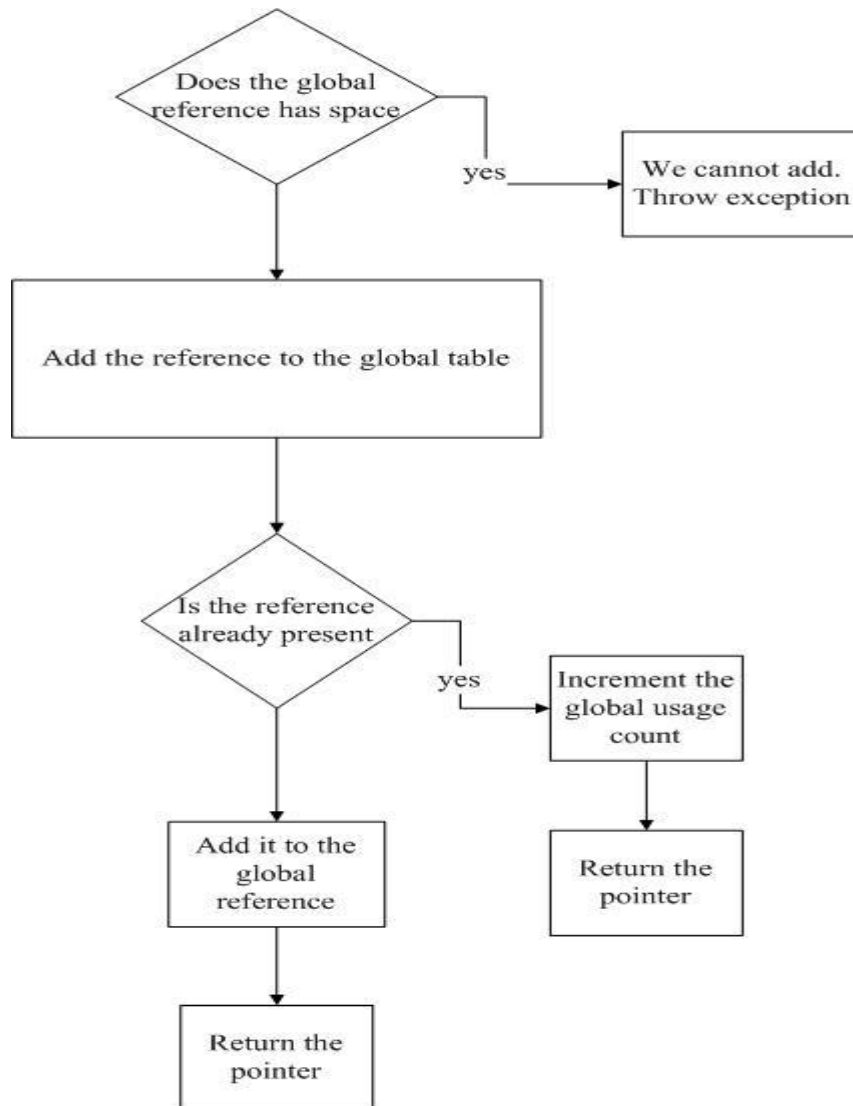 Does the global
reference has space
yes
We cannot add.
Throw exception
Add the reference to the global table
Is the reference
already present
yes
Increment the
global usage
count
Add it to the
global
reference
Return the
pointer
Return the
pointer